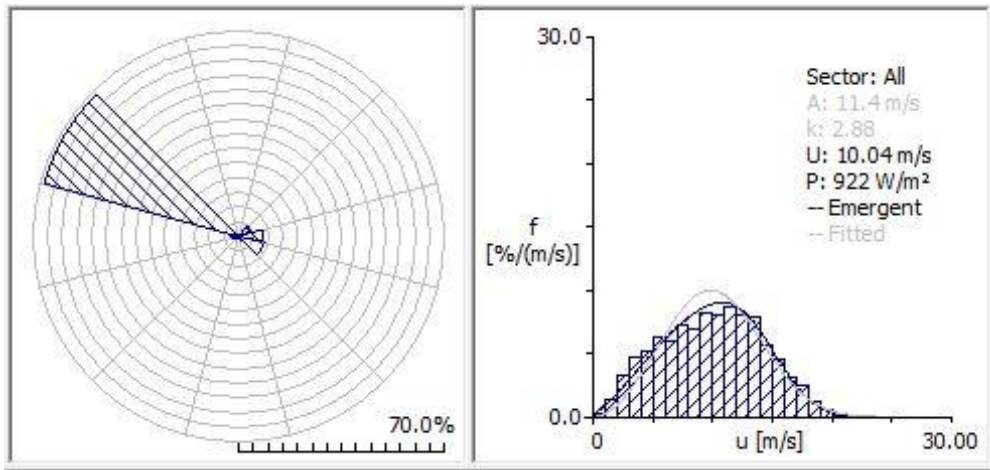 70.0%
30.0
Sector: All
A: 11.4 m/s
k: 2.88
U: 10.04 m/s
P: 922 W/m²
-- Emergent
-- Fitted
f
[%/(m/s)]
0.0
0
u [m/s]
30.00